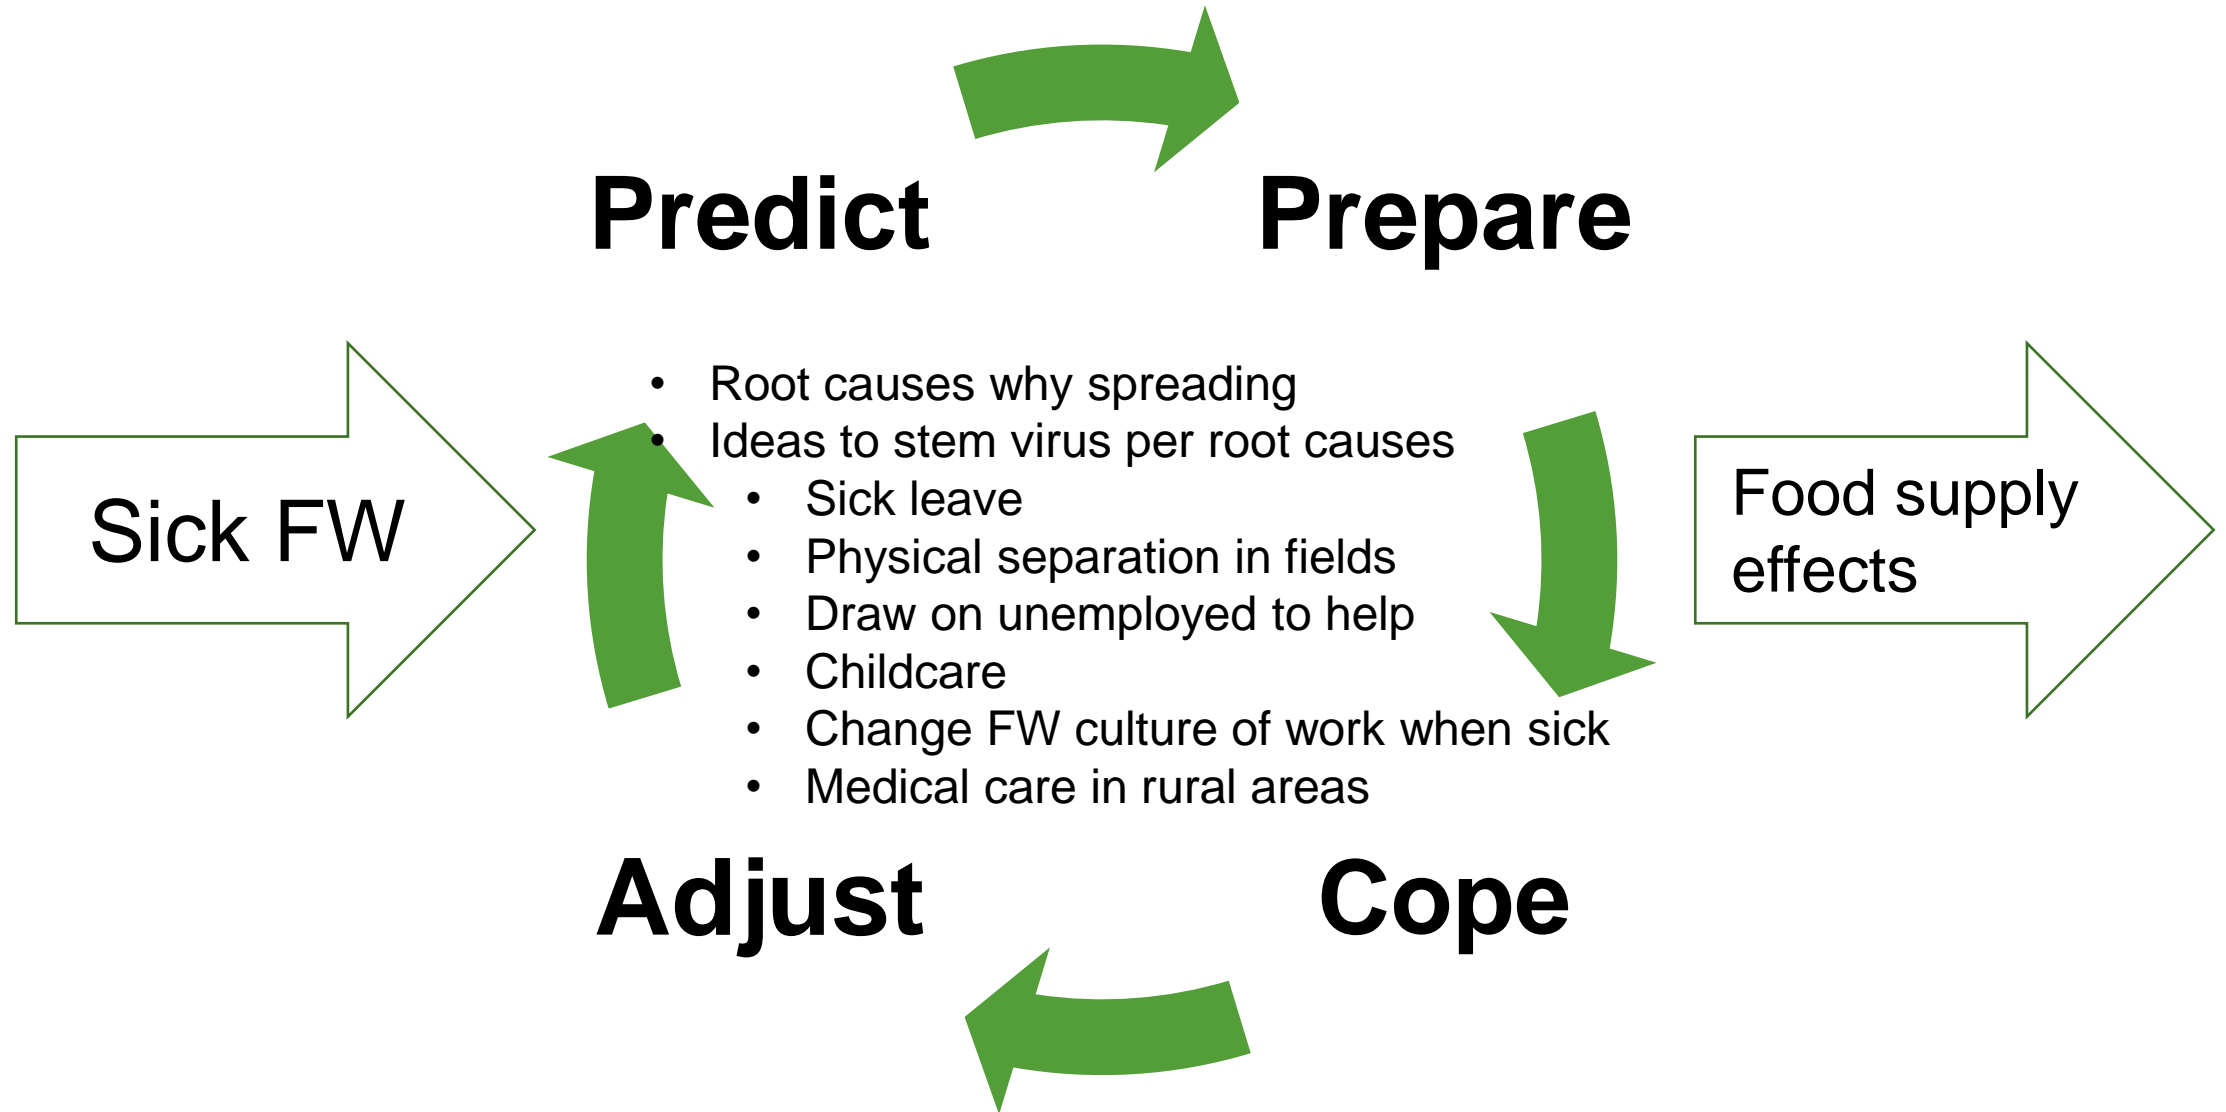 Predict
Prepare
Sick FW
• Root causes why spreading
• Ideas to stem virus per root causes
• Sick leave
• Physical separation in fields
• Draw on unemployed to help
• Childcare
• Change FW culture of work when sick
• Medical care in rural areas
Food supply
effects
Adjust
Cope